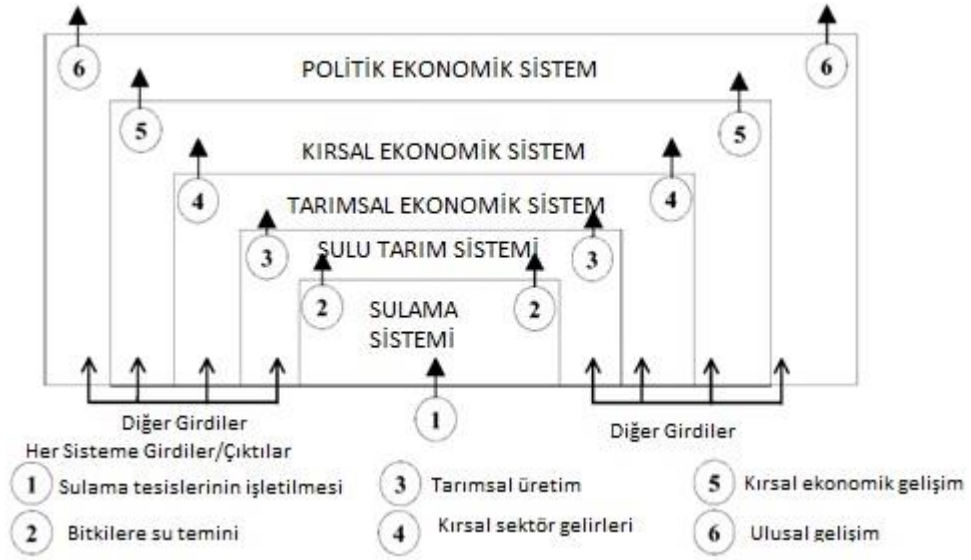 6 6
POLİTİK EKONOMİK SİSTEM
5 5
KIRSAL EKONOMİK SİSTEM
4 4
TARIMSAL EKONOMİK SİSTEM
3 3
SULU TARIM SİSTEMİ
2 2
SULAMA
SİSTEMİ
1
Diğer Girdiler Diğer Girdiler
Her Sisteme Girdiler/Çıktılar
1 Sulama tesislerinin işletilmesi 3 Tarımsal üretim 5 Kırsal ekonomik gelişim
2 Bitkilere su temini 4 Kırsal sektör gelirleri 6 Ulusal gelişim